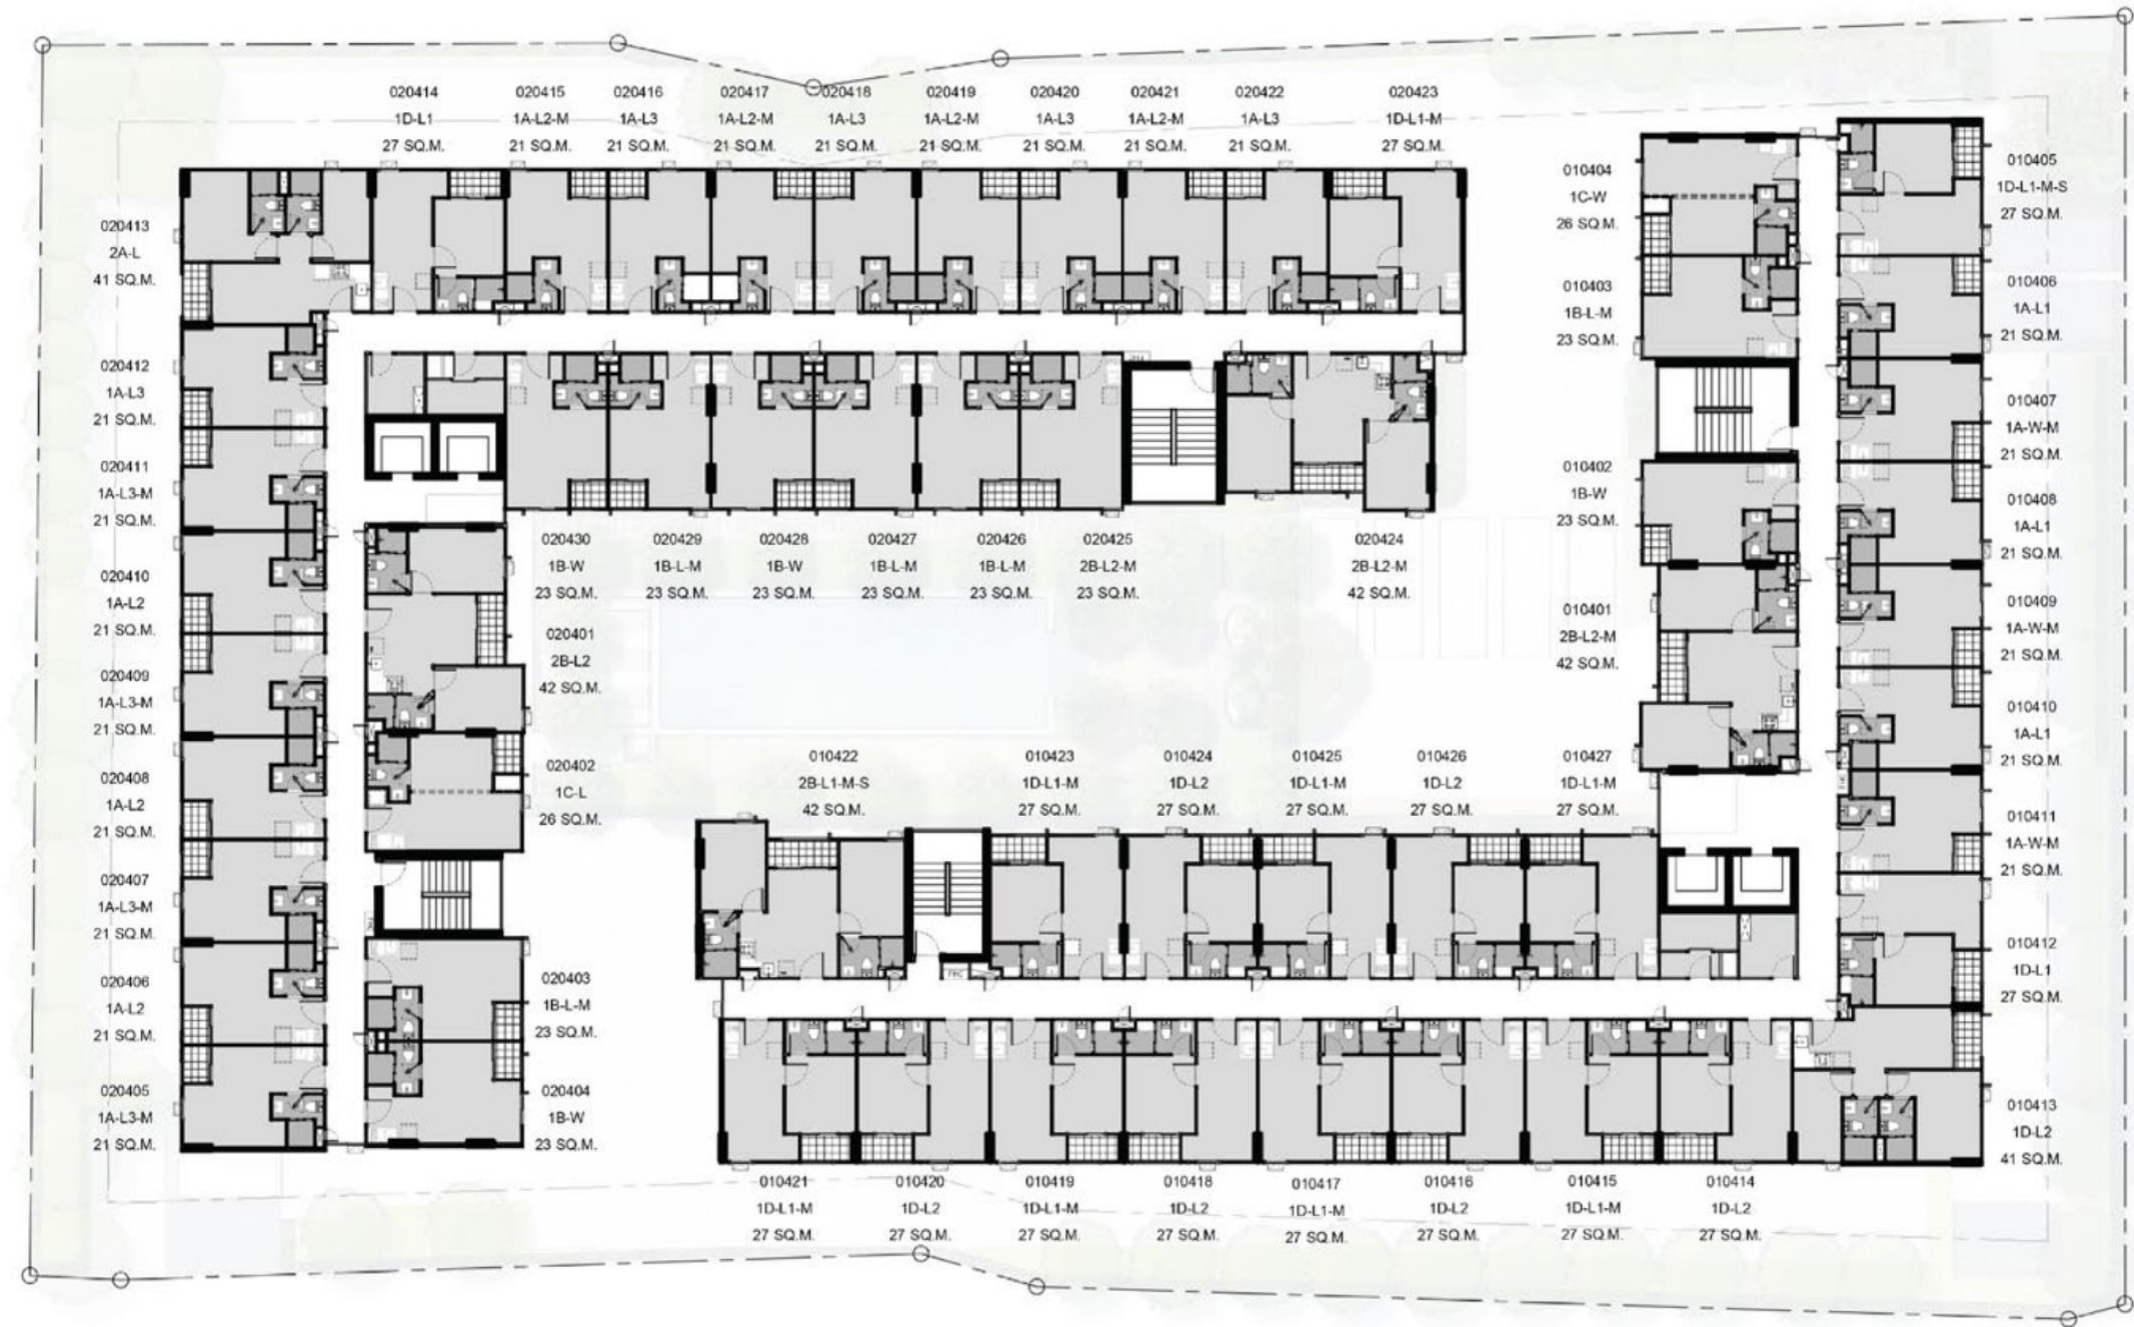 020414
1D-L1
27 SQ.M.
020415
1A-L2-M
21 SQ.M.
020416
1A-L3
21 SQ.M.
020417
1A-L2-M
21 SQ.M.
020418
1A-L3
21 SQ.M.
020419
1A-L2-M
21 SQ.M.
020420
1A-L3
21 SQ.M.
020421
1A-L2-M
21 SQ.M.
020422
1A-L3
21 SQ.M.
020423
1D-L1-M
27 SQ.M.
020413
2A-L
41 SQ.M.
020412
1A-L3
21 SQ.M.
020411
1A-L3-M
21 SQ.M.
020410
1A-L2
21 SQ.M.
020409
1A-L3-M
21 SQ.M.
020408
1A-L2
21 SQ.M.
020407
1A-L3-M
21 SQ.M.
020406
1A-L2
21 SQ.M.
020405
1A-L3-M
21 SQ.M.
020430
1B-W
23 SQ.M.
020429
1B-L-M
23 SQ.M.
020428
1B-W
23 SQ.M.
020427
1B-L-M
23 SQ.M.
020426
1B-L-M
23 SQ.M.
020425
2B-L2-M
23 SQ.M.
020424
2B-L2-M
42 SQ.M.
020401
2B-L2
42 SQ.M.
020402
1C-L
26 SQ.M.
020403
1B-L-M
23 SQ.M.
020404
1B-W
23 SQ.M.
010404
1C-W
26 SQ.M.
010403
1B-L-M
23 SQ.M.
010402
1B-W
23 SQ.M.
010401
2B-L2-M
42 SQ.M.
010405
1D-L1-M-S
27 SQ.M.
010406
1A-L1
21 SQ.M.
010407
1A-W-M
21 SQ.M.
010408
1A-L1
21 SQ.M.
010409
1A-W-M
21 SQ.M.
010410
1A-L1
21 SQ.M.
010411
1A-W-M
21 SQ.M.
010412
1D-L1
27 SQ.M.
010413
1D-L2
41 SQ.M.
010422
2B-L1-M-S
42 SQ.M.
010423
1D-L1-M
27 SQ.M.
010424
1D-L2
27 SQ.M.
010425
1D-L1-M
27 SQ.M.
010426
1D-L2
27 SQ.M.
010427
1D-L1-M
27 SQ.M.
FHC
010421
1D-L1-M
27 SQ.M.
010420
1D-L2
27 SQ.M.
010419
1D-L1-M
27 SQ.M.
010418
1D-L2
27 SQ.M.
010417
1D-L1-M
27 SQ.M.
010416
1D-L2
27 SQ.M.
010415
1D-L1-M
27 SQ.M.
010414
1D-L2
27 SQ.M.